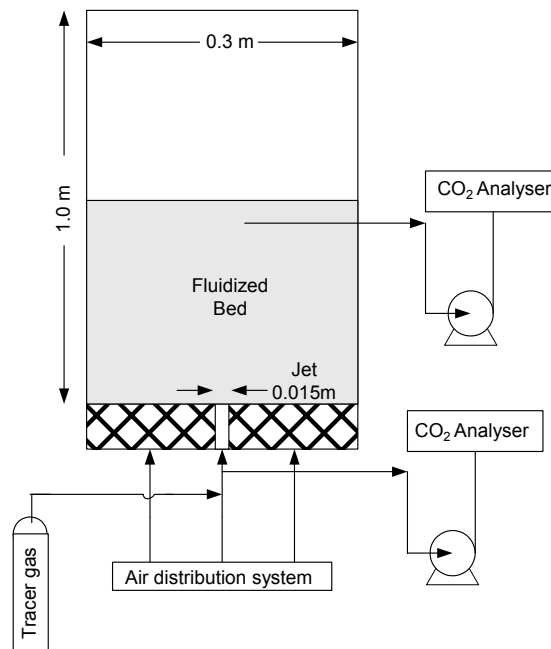 0.3 m
1.0 m
CO₂ Analyser
Fluidized
Bed
Jet
0.015m
CO₂ Analyser
Air distribution system
Tracer gas